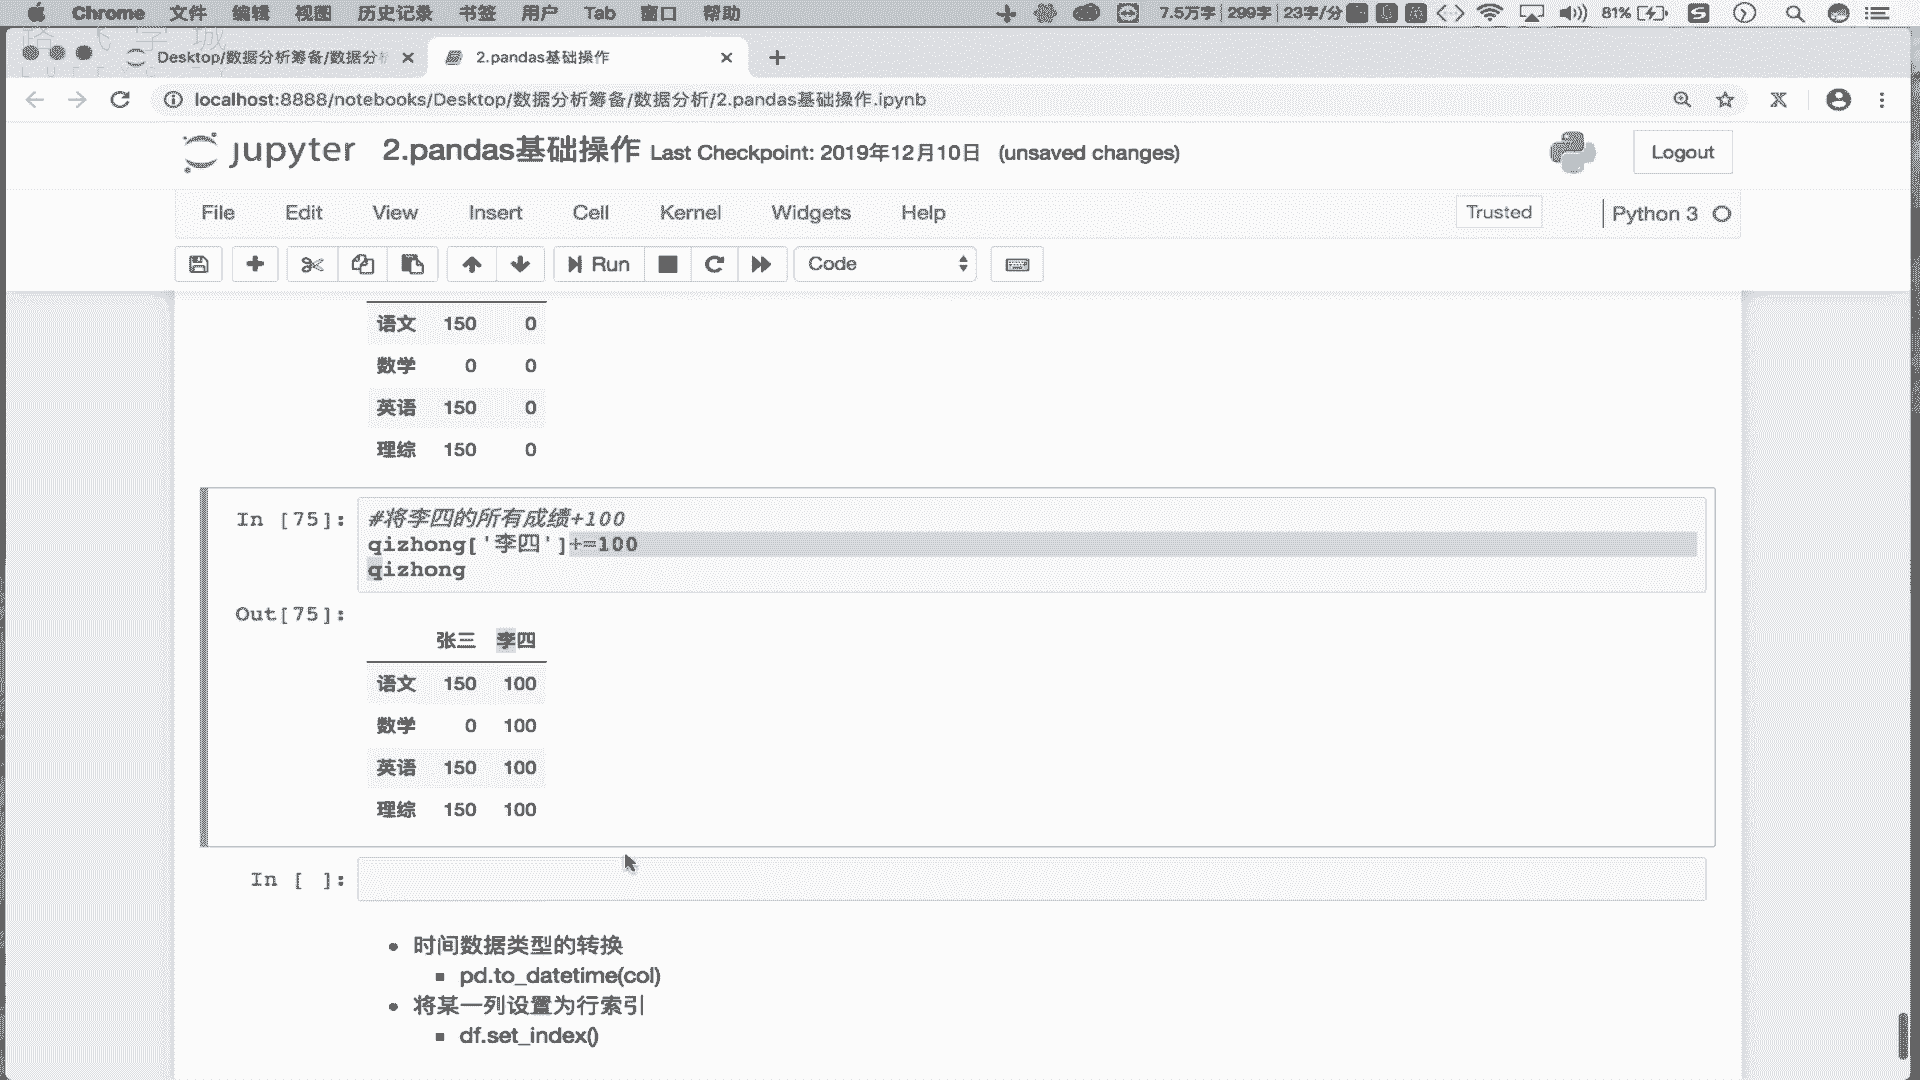 Chrome 文件 编辑 视图 历史记录 书签 用户 Tab 窗口 帮助 7.5万字 299字 23字/分 81%
Desktop/数据分析筹备/数据分析 2.pandas基础操作
localhost:8888/notebooks/Desktop/数据分析筹备/数据分析/2.pandas基础操作.ipynb
jupyter 2.pandas基础操作 Last Checkpoint: 2019年12月10日 (unsaved changes) Logout
File Edit View Insert Cell Kernel Widgets Help Trusted Python 3
Run Code
语文 150 0
数学 0 0
英语 150 0
理综 150 0
In [75]: #将李四的所有成绩+100
qizhong['李四']+=100
qizhong
Out[75]:
张三 李四
语文 150 100
数学 0 100
英语 150 100
理综 150 100
In [ ]:
时间数据类型的转换
pd.to_datetime(col)
将某一列设置为行索引
df.set_index()